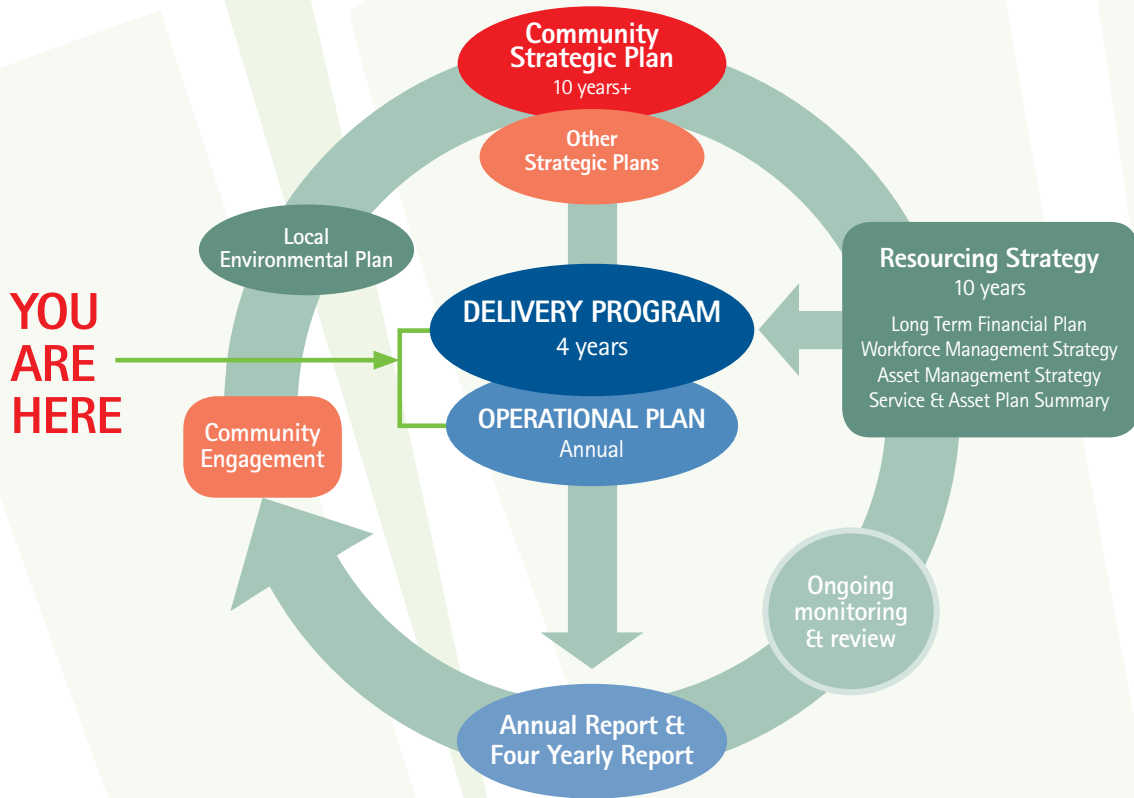 Community
Strategic Plan
10 years+
Other
Strategic Plans
Local
Environmental Plan
YOU
ARE
HERE
DELIVERY PROGRAM
4 years
OPERATIONAL PLAN
Annual
Resourcing Strategy
10 years
Long Term Financial Plan
Workforce Management Strategy
Asset Management Strategy
Service & Asset Plan Summary
Community
Engagement
Ongoing
monitoring
& review
Annual Report &
Four Yearly Report